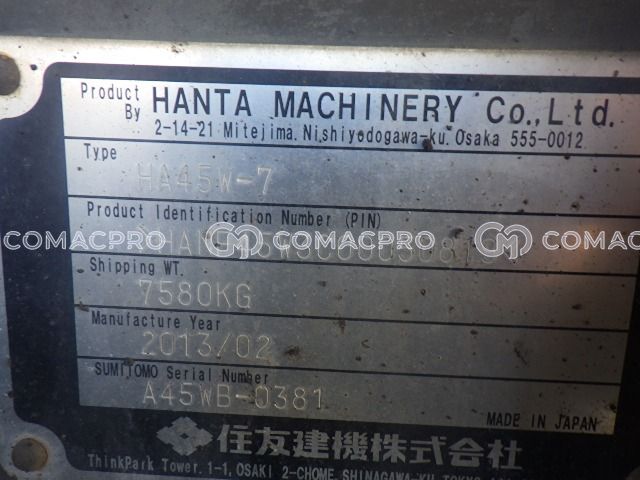 Product By HANTA MACHINERY Co.,Ltd.
2-14-21 Mitejima. Nishiyodogawa-ku. Osaka 555-0012
Type
HA45W-7
Product Identification Number (PIN)
COMACPRO COMACPRO COMACPRO
Shipping WT.
7580KG
Manufacture Year
2013/02
SUMITOMO Serial Number
A45WB-0381
MADE IN JAPAN
住友建機株式会社
ThinkPark Tower. 1-1, OSAKI 2-CHOME, SHINAGAWA-KU